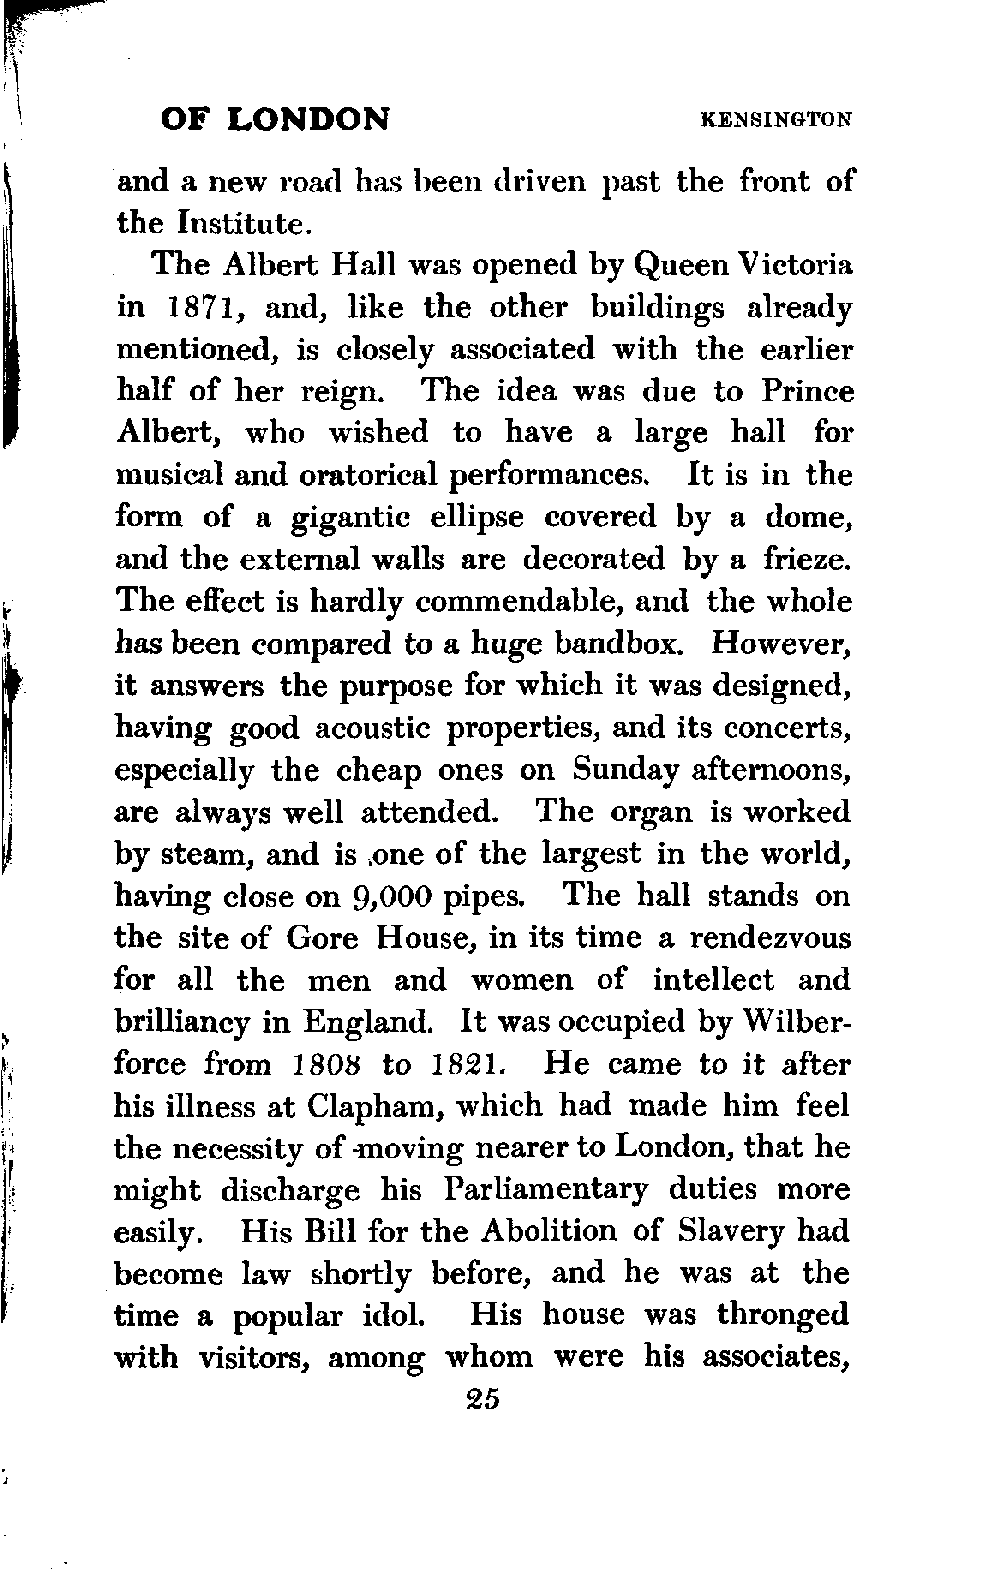 OF LONDON KENSINGTON
and a new road has been driven past the front of
the Institute.
The Albert Hall was opened by Queen Victoria
in 1871, and, like the other buildings already
mentioned, is closely associated with the earlier
half of her reign. The idea was due to Prince
Albert, who wished to have a large hall for
musical and oratorical performances. It is in the
form of a gigantic ellipse covered by a dome,
and the external walls are decorated by a frieze.
The effect is hardly commendable, and the whole
has been compared to a huge bandbox. However,
it answers the purpose for which it was designed,
having good acoustic properties, and its concerts,
especially the cheap ones on Sunday afternoons,
are always well attended. The organ is worked
by steam, and is one of the largest in the world,
having close on 9,000 pipes. The hall stands on
the site of Gore House, in its time a rendezvous
for all the men and women of intellect and
brilliancy in England. It was occupied by Wilber-
force from 1808 to 1821. He came to it after
his illness at Clapham, which had made him feel
the necessity of moving nearer to London, that he
might discharge his Parliamentary duties more
easily. His Bill for the Abolition of Slavery had
become law shortly before, and he was at the
time a popular idol. His house was thronged
with visitors, among whom were his associates,
25